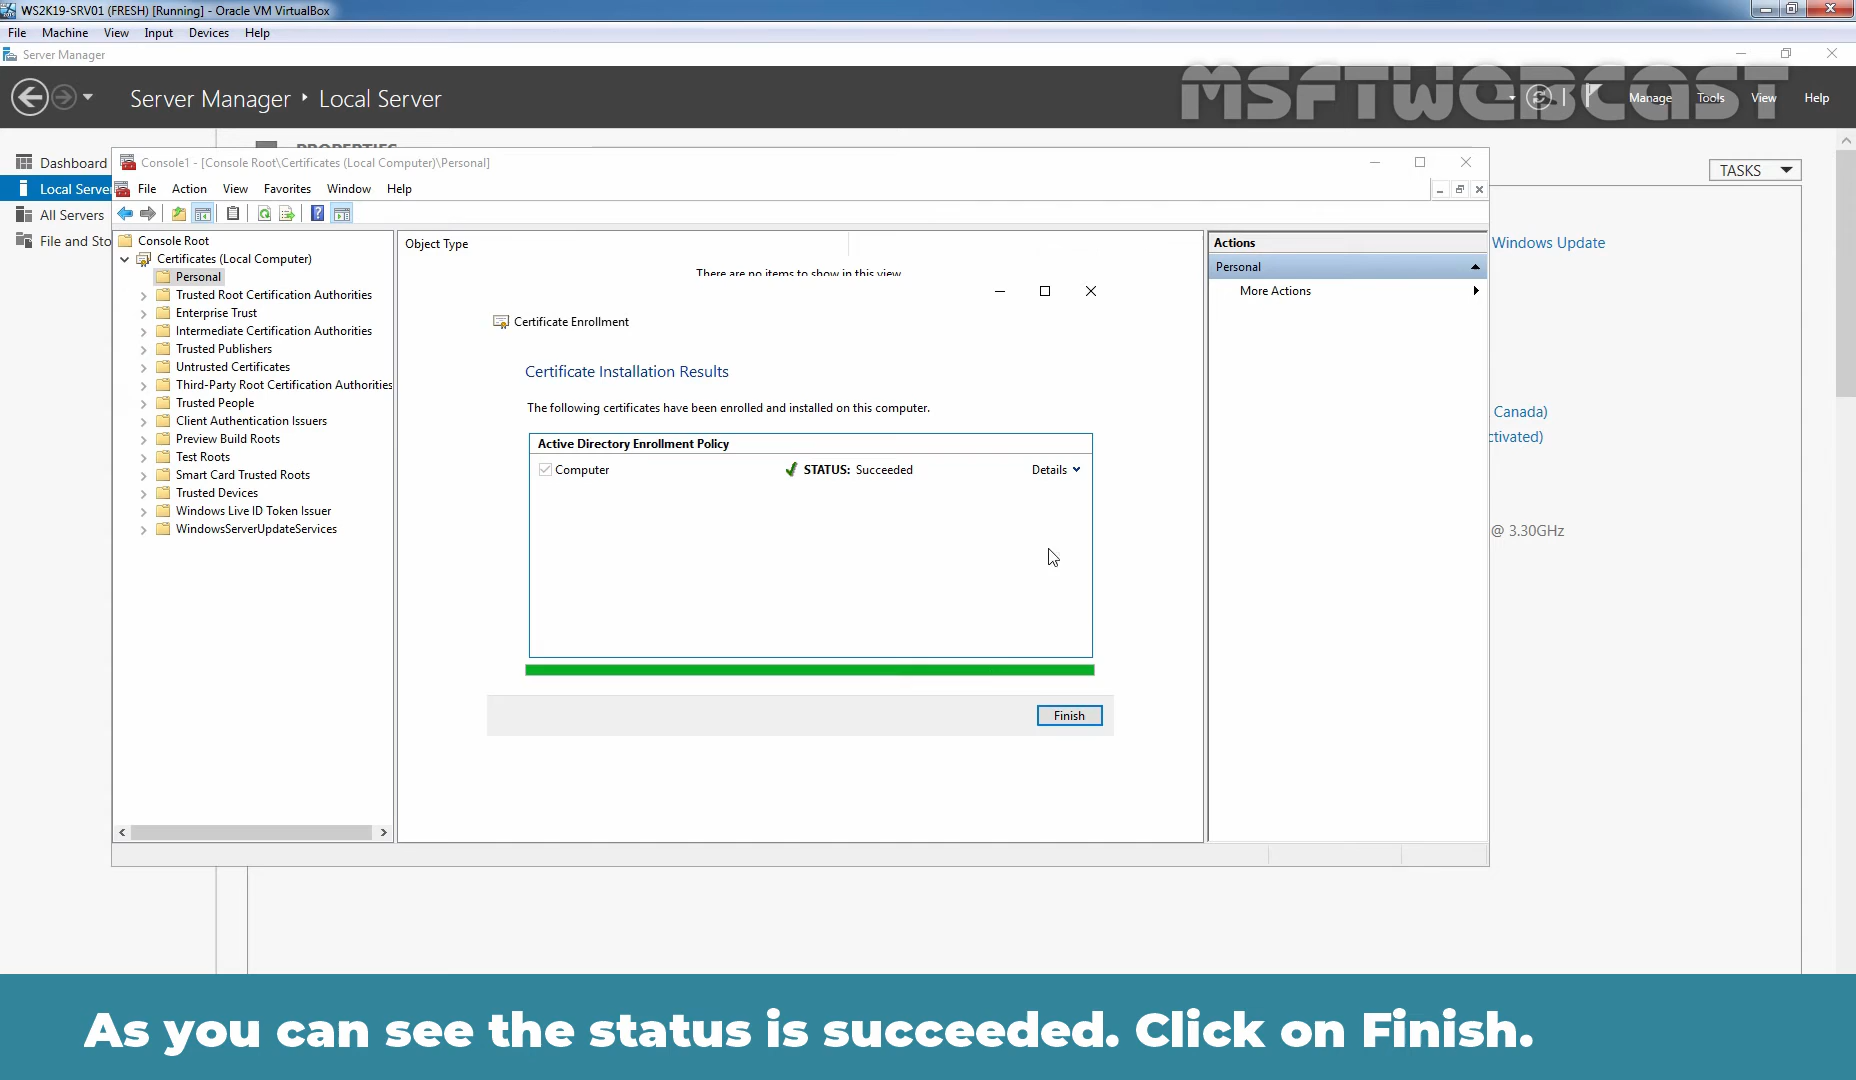 WS2K19-SRV01 (FRESH) [Running] - Oracle VM VirtualBox
File Machine View Input Devices Help
Server Manager
Server Manager ‣ Local Server
MSFTWEBCAST
Manage Tools View Help
PROPERTIES
Dashboard
Local Server
All Servers
File and Sto
TASKS
Console1 - [Console Root\Certificates (Local Computer)\Personal]
File Action View Favorites Window Help
Console Root
Certificates (Local Computer)
Personal
Trusted Root Certification Authorities
Enterprise Trust
Intermediate Certification Authorities
Trusted Publishers
Untrusted Certificates
Third-Party Root Certification Authorities
Trusted People
Client Authentication Issuers
Preview Build Roots
Test Roots
Smart Card Trusted Roots
Trusted Devices
Windows Live ID Token Issuer
WindowsServerUpdateServices
Object Type
There are no items to show in this view.
Certificate Enrollment
Certificate Installation Results
The following certificates have been enrolled and installed on this computer.
Active Directory Enrollment Policy
Computer STATUS: Succeeded Details
Finish
Actions
Personal
More Actions
Windows Update
Canada)
ctivated)
@ 3.30GHz
As you can see the status is succeeded. Click on Finish.